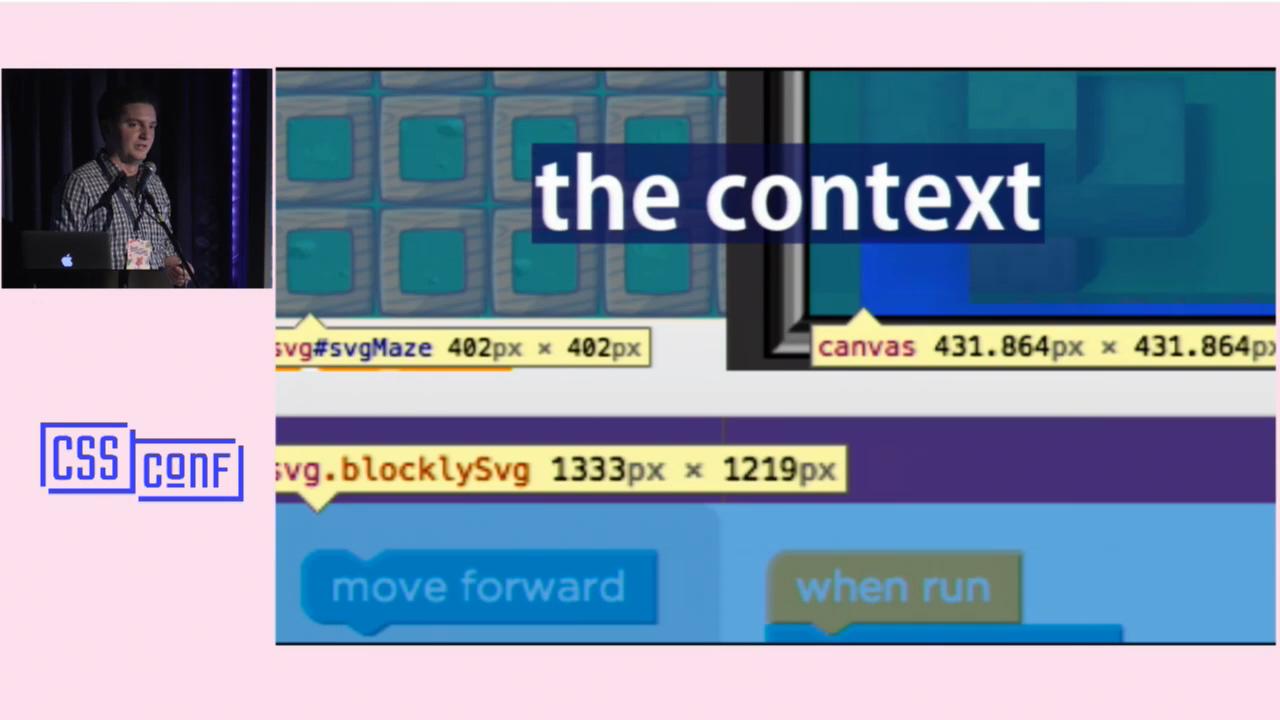 the context
svg#svgMaze 402px × 402px
canvas 431.864px × 431.864px
svg.blocklySvg 1333px × 1219px
move forward
when run
CSS
CONF